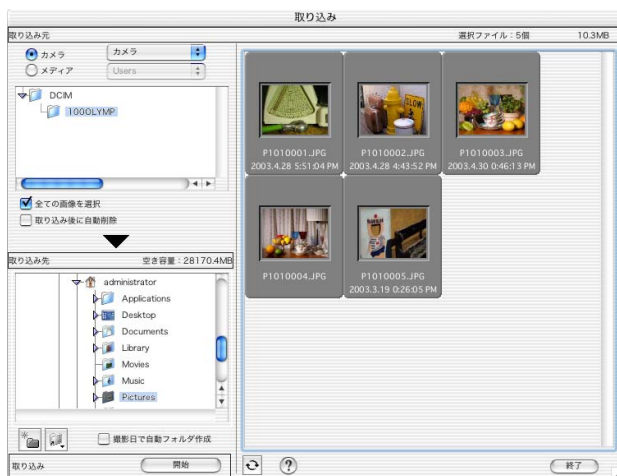 取り込み
取り込み元
選択ファイル：5個 10.3MB
カメラ カメラ
メディア Users
DCIM
100OLYMP
全ての画像を選択
取り込み後に自動削除
取り込み先 空き容量：28170.4MB
administrator
Applications
Desktop
Documents
Library
Movies
Music
Pictures
撮影日で自動フォルダ作成
取り込み 開始
P1010001.JPG
2003.4.28 5:51:04 PM
P1010002.JPG
2003.4.28 4:43:52 PM
P1010003.JPG
2003.4.30 0:46:13 PM
P1010004.JPG
P1010005.JPG
2003.3.19 0:26:05 PM
SLOW
終了